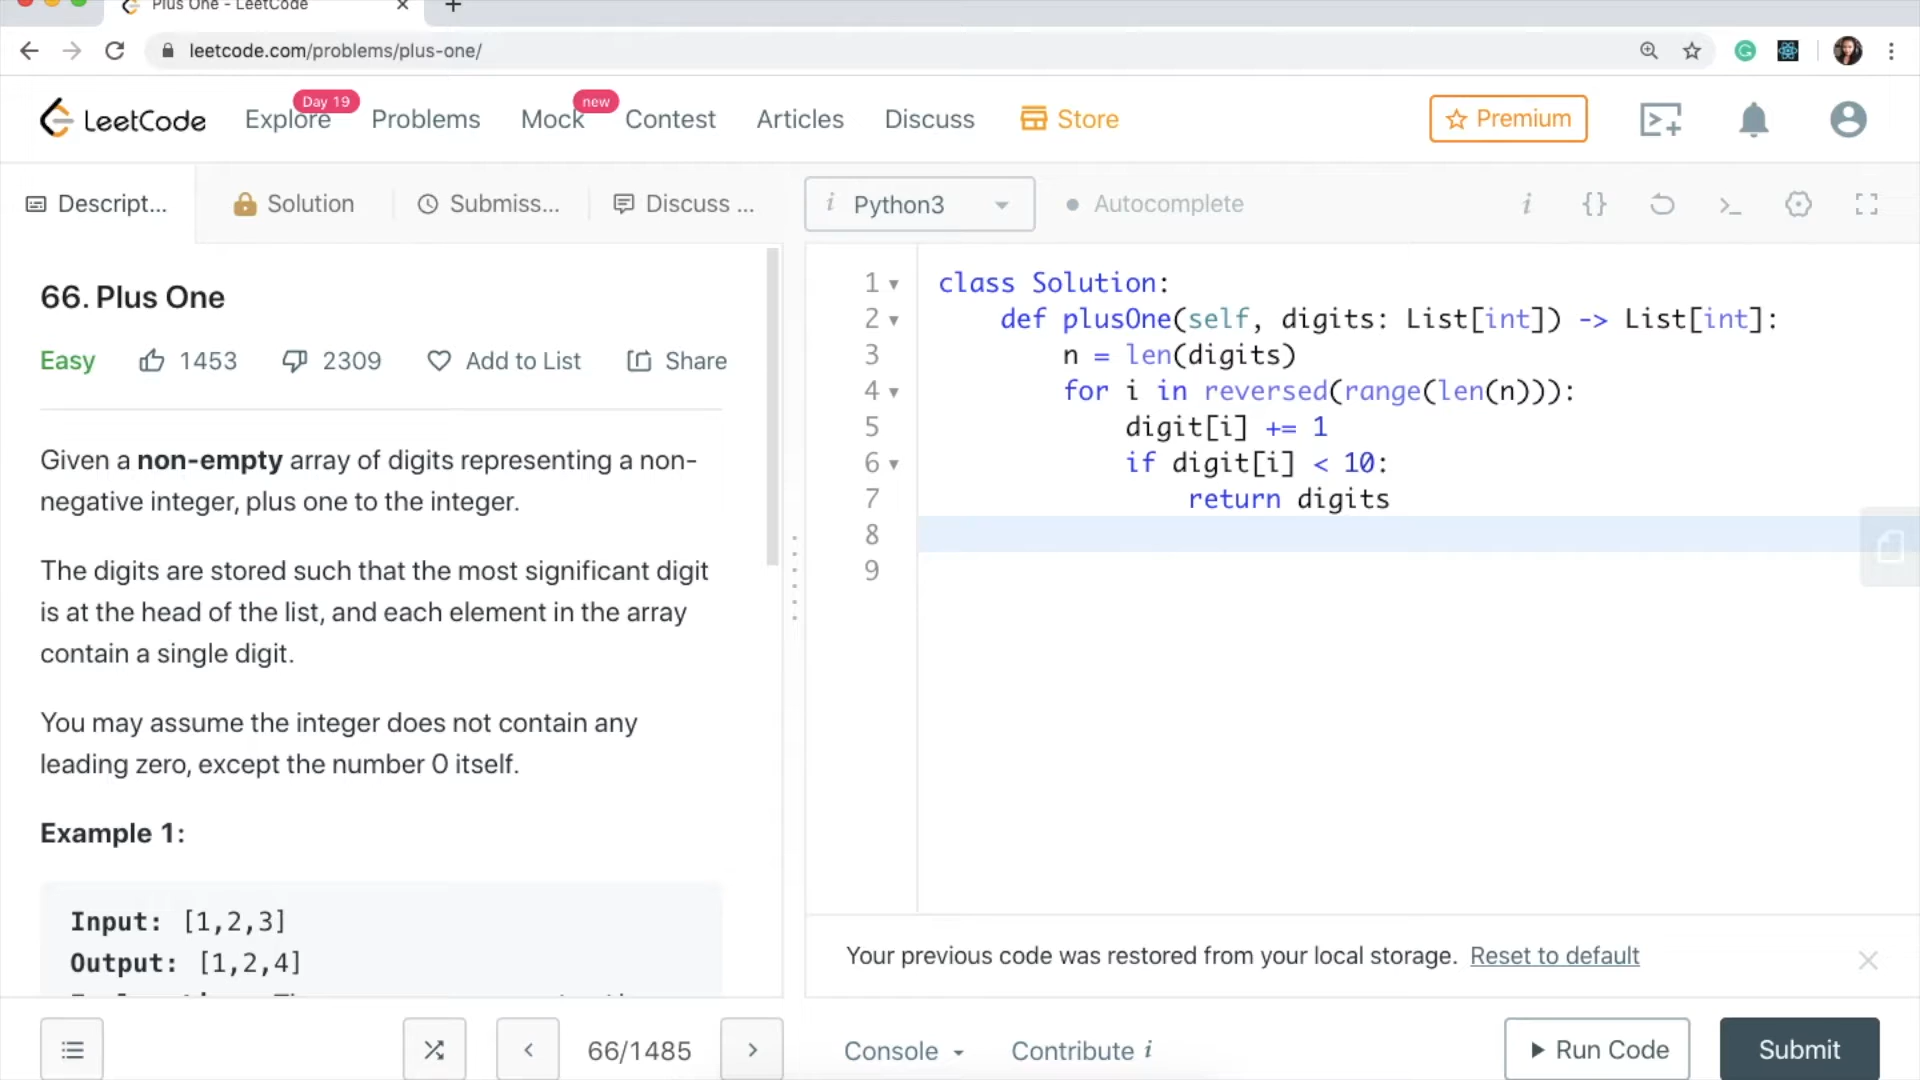 Plus One - LeetCode
leetcode.com/problems/plus-one/
LeetCode
Explore
Day 19
Problems
Mock
new
Contest
Articles
Discuss
Store
Premium
Descript...
Solution
Submiss...
Discuss ...
i Python3
Autocomplete
66. Plus One
Easy 1453 2309 Add to List Share
Given a non-empty array of digits representing a non-
negative integer, plus one to the integer.
The digits are stored such that the most significant digit
is at the head of the list, and each element in the array
contain a single digit.
You may assume the integer does not contain any
leading zero, except the number 0 itself.
Example 1:
Input: [1,2,3]
Output: [1,2,4]
1 class Solution:
2 def plusOne(self, digits: List[int]) -> List[int]:
3 n = len(digits)
4 for i in reversed(range(len(n))):
5 digit[i] += 1
6 if digit[i] < 10:
7 return digits
8
9
Your previous code was restored from your local storage. Reset to default
66/1485
Console
Contribute i
Run Code
Submit